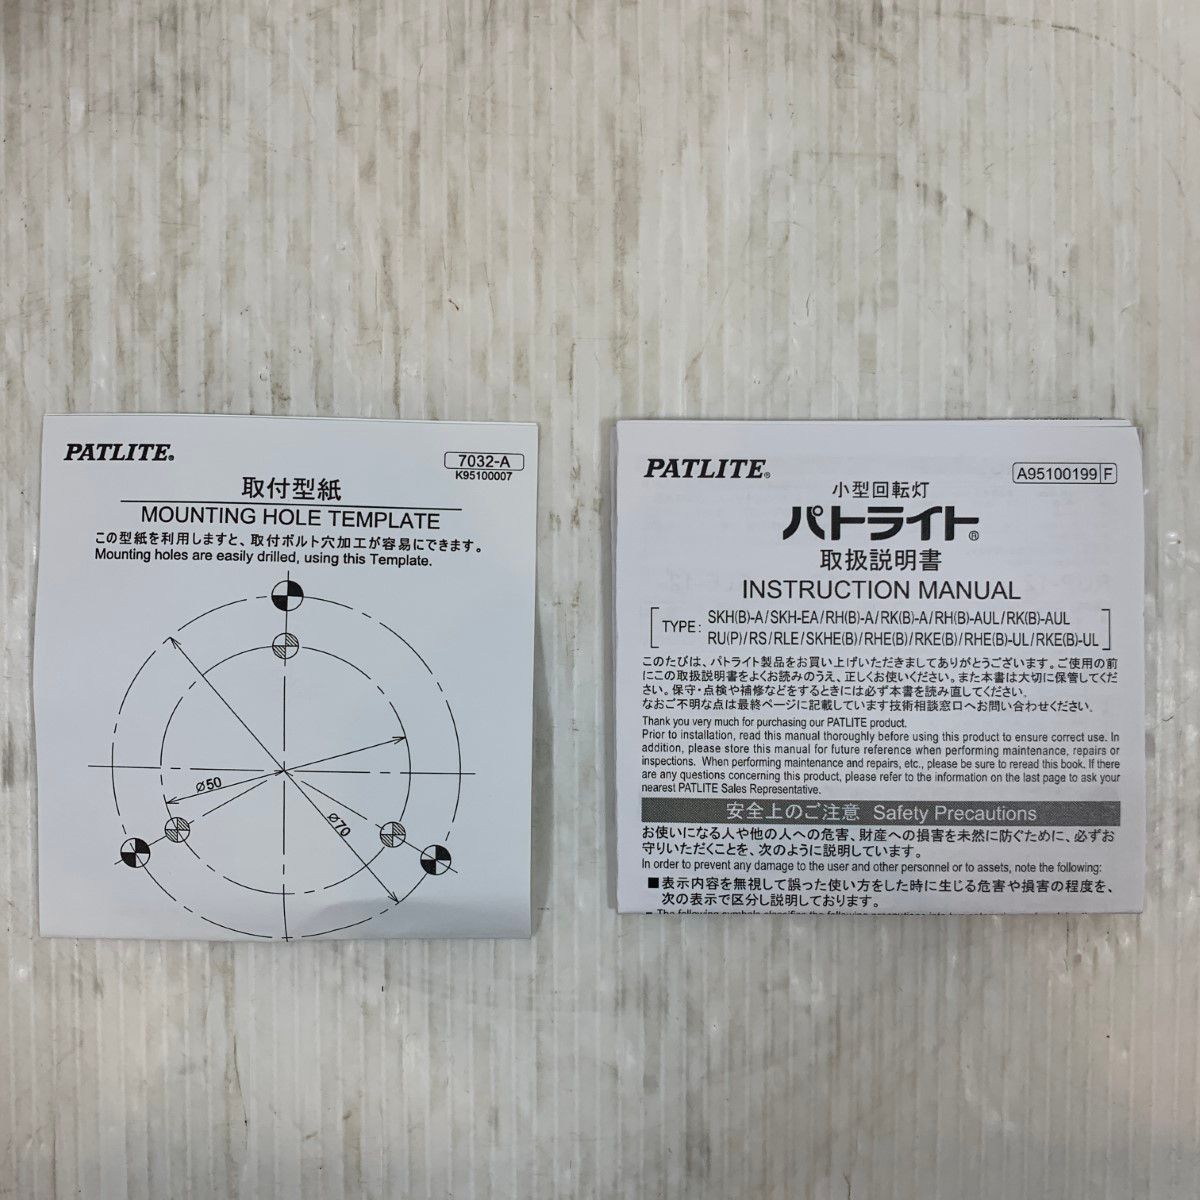 PATLITE®
7032-A
K95100007
取付型紙
MOUNTING HOLE TEMPLATE
この型紙を利用しますと、取付ボルト穴加工が容易にできます。
Mounting holes are easily drilled, using this Template.
ø50
ø70
PATLITE®
A95100199 F
小型回転灯
パトライト®
取扱説明書
INSTRUCTION MANUAL
TYPE: SKH(B)-A/SKH-EA/RH(B)-A/RK(B)-A/RH(B)-AUL/RK(B)-AUL
RU(P)/RS/RLE/SKHE(B)/RHE(B)/RKE(B)/RHE(B)-UL/RKE(B)-UL
このたびは、パトライト製品をお買い上げいただきましてありがとうございます。ご使用の前
にこの取扱説明書をよくお読みのうえ、正しくお使いください。また本書は大切に保管してくだ
さい。保守・点検や補修などをするときには必ず本書を読み直してください。
なおご不明な点は最終ページに記載しています技術相談窓口へお問い合わせください。
Thank you very much for purchasing our PATLITE product.
Prior to installation, read this manual thoroughly before using this product to ensure correct use. In
addition, please store this manual for future reference when performing maintenance, repairs or
inspections. When performing maintenance and repairs, etc., please be sure to reread this book. If there
are any questions concerning this product, please refer to the information on the last page to ask your
nearest PATLITE Sales Representative.
安全上のご注意 Safety Precautions
お使いになる人や他の人への危害、財産への損害を未然に防ぐために、必ずお
守りいただくことを、次のように説明しています。
In order to prevent any damage to the user and other personnel or to assets, note the following:
■表示内容を無視して誤った使い方をした時に生じる危害や損害の程度を、
次の表示で区分し説明しております。